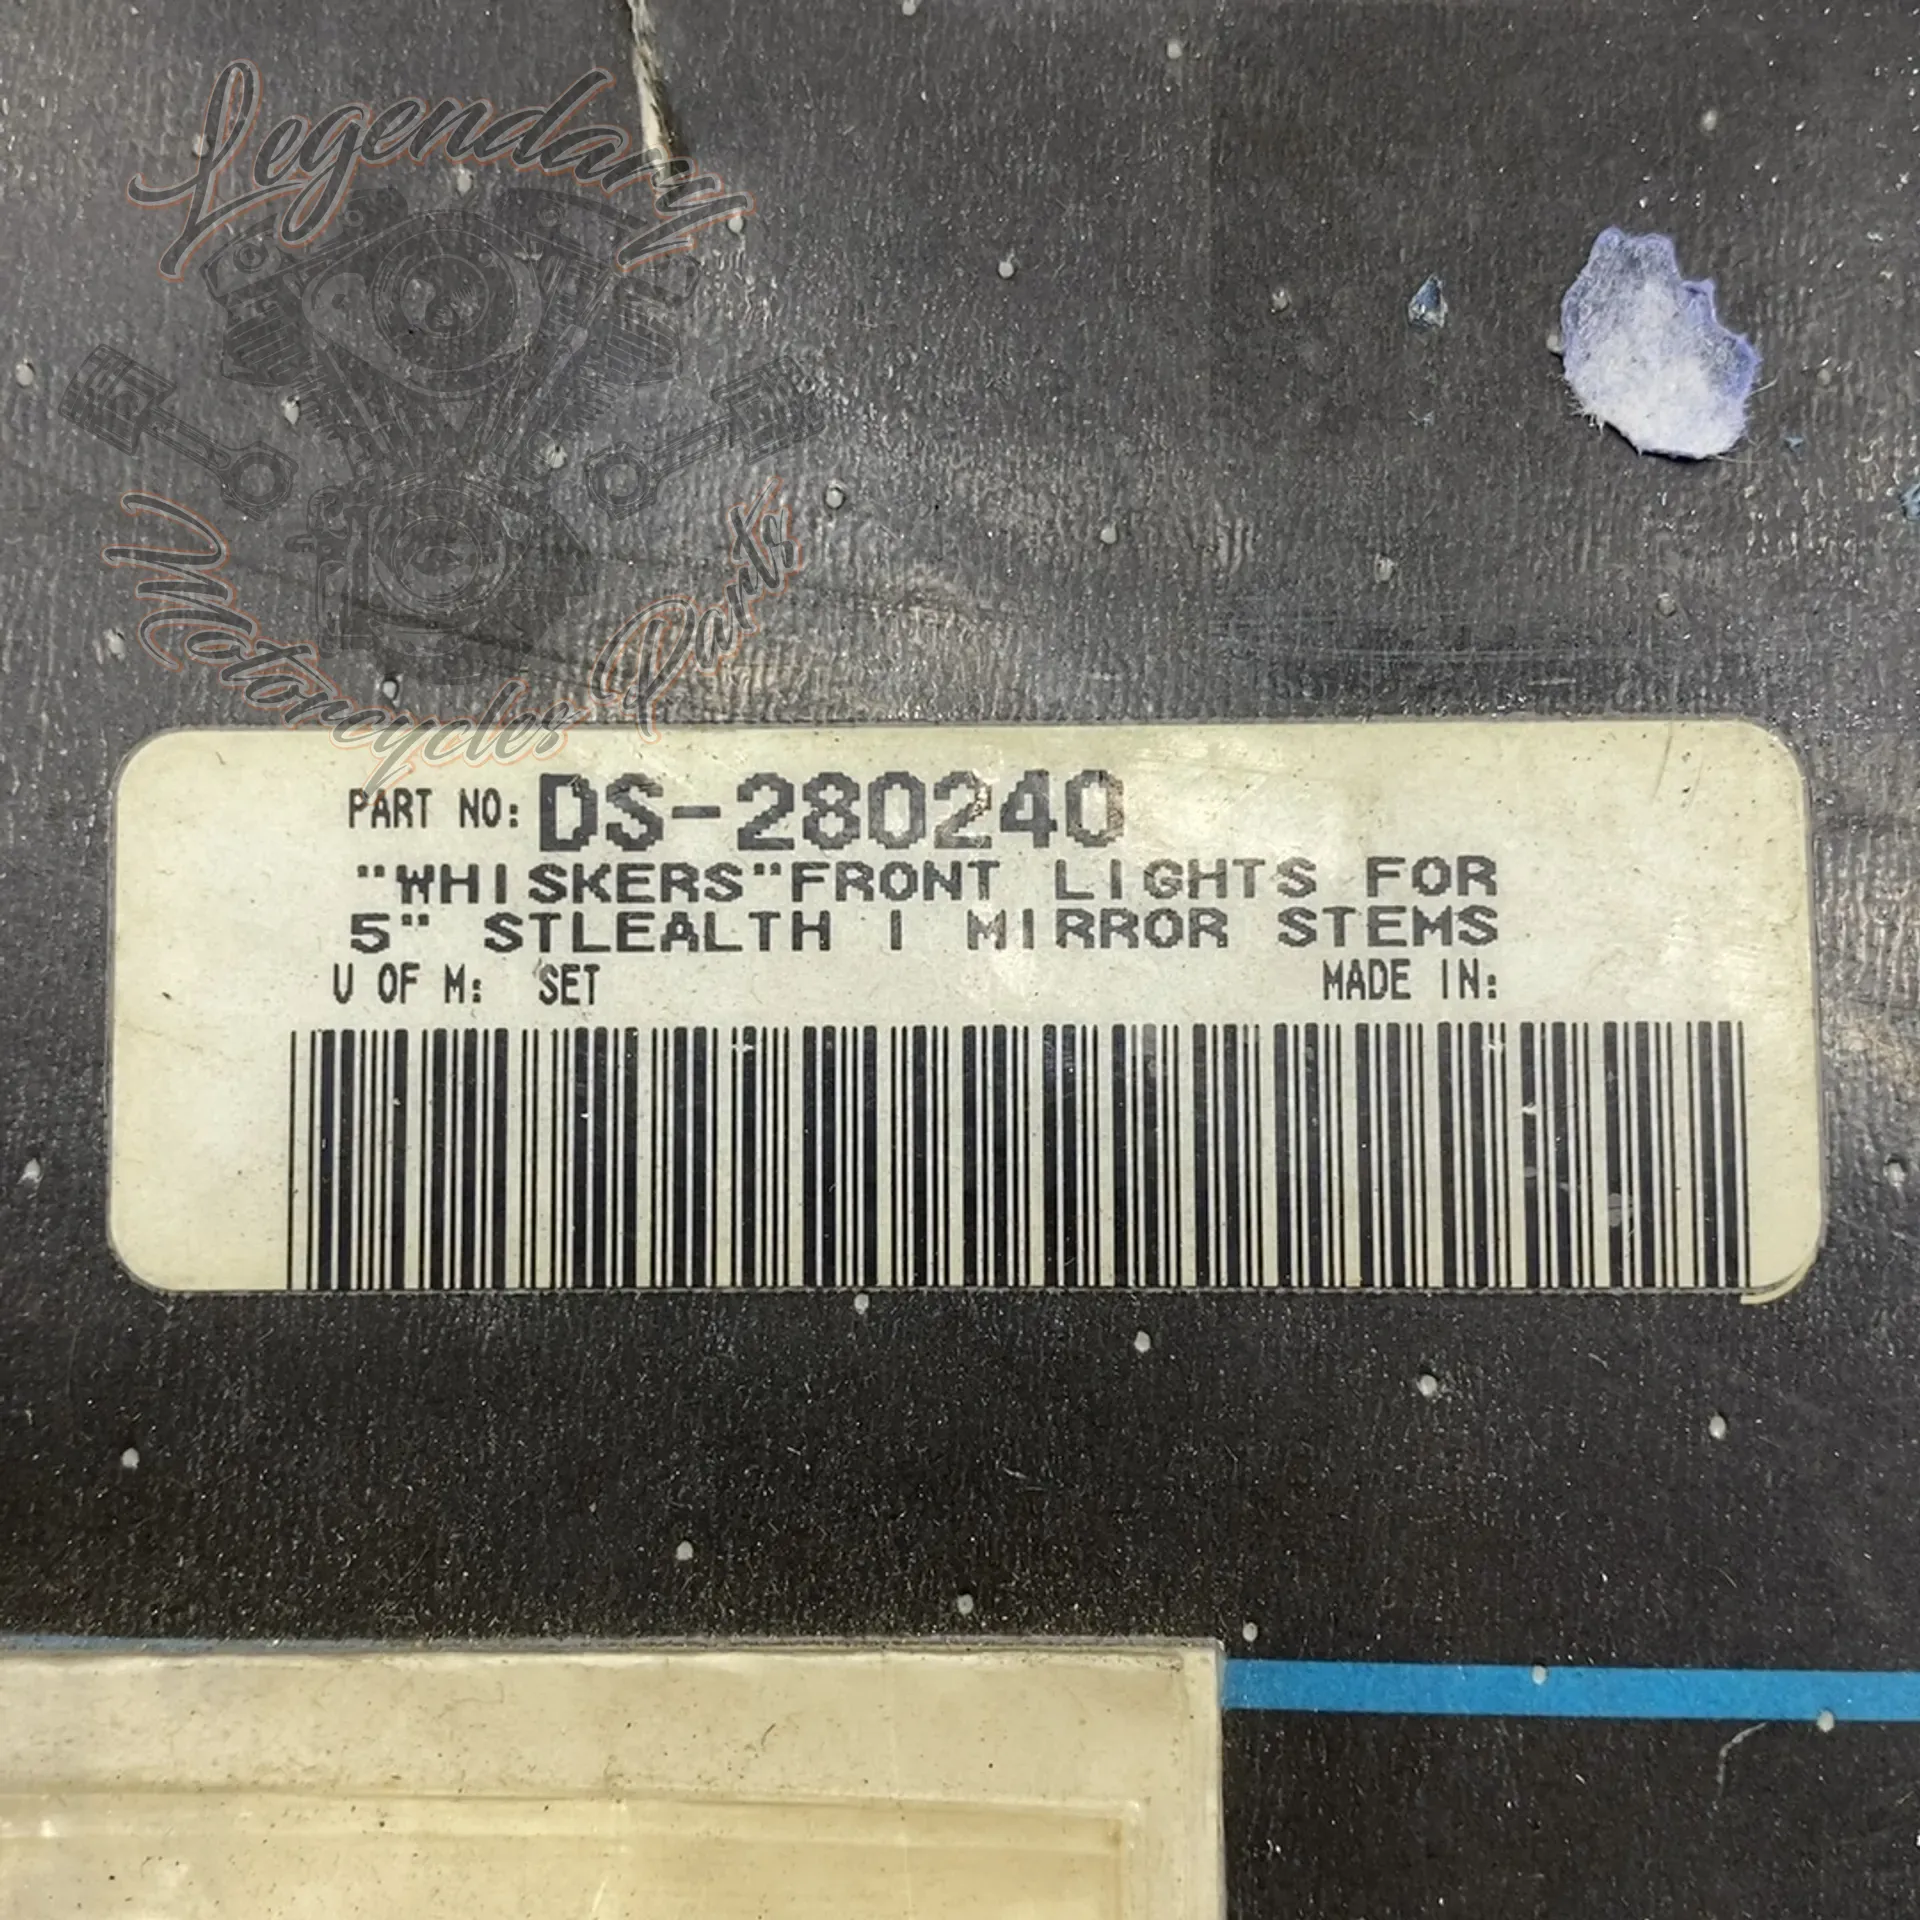 Legendary
Motorcycles Parts
PART NO: DS-280240
"WHISKERS"FRONT LIGHTS FOR
5" STLEALTH I MIRROR STEMS
U OF M: SET MADE IN: